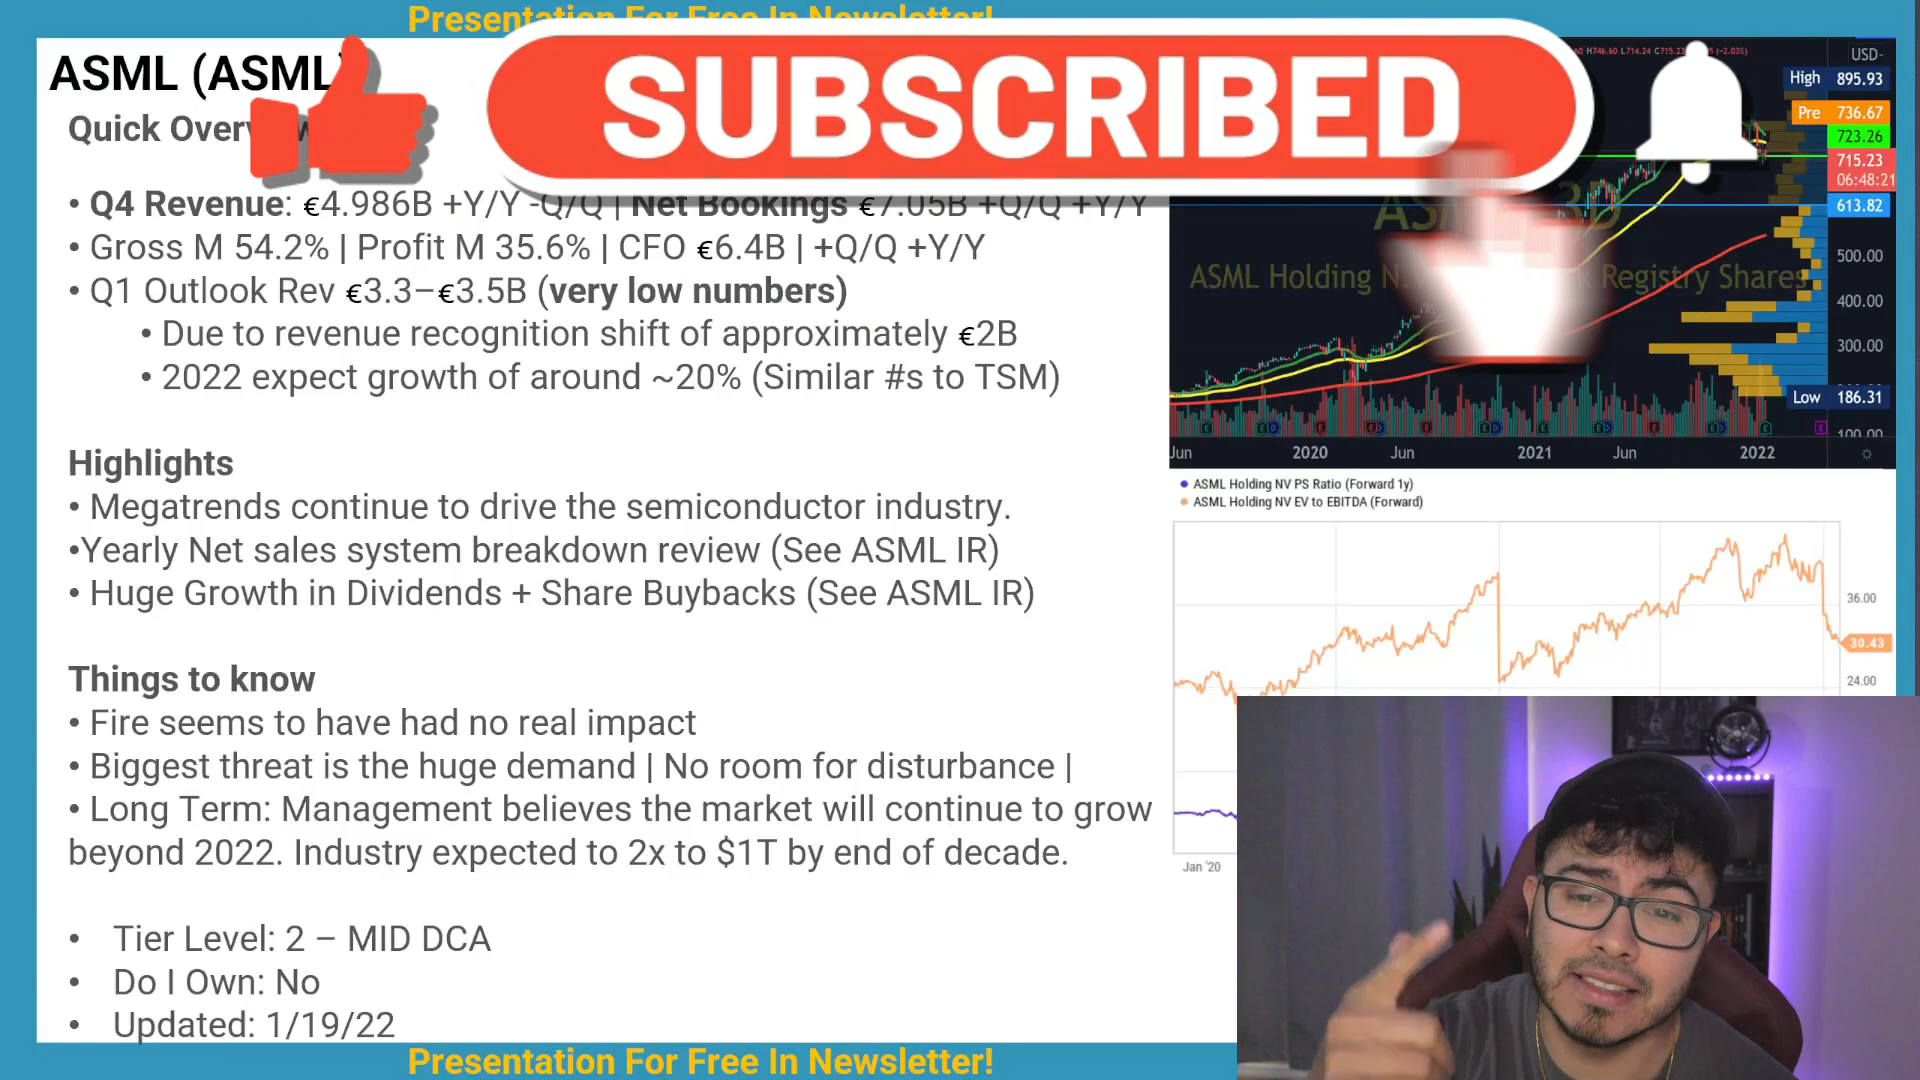 Presentation For Free In Newsletter!
ASML (ASML)
SUBSCRIBED
Quick Overview
• Q4 Revenue: €4.986B +Y/Y -Q/Q | Net Bookings €7.05B +Q/Q +Y/Y
• Gross M 54.2% | Profit M 35.6% | CFO €6.4B | +Q/Q +Y/Y
• Q1 Outlook Rev €3.3–€3.5B (very low numbers)
• Due to revenue recognition shift of approximately €2B
• 2022 expect growth of around ~20% (Similar #s to TSM)
Highlights
• Megatrends continue to drive the semiconductor industry.
•Yearly Net sales system breakdown review (See ASML IR)
• Huge Growth in Dividends + Share Buybacks (See ASML IR)
Things to know
• Fire seems to have had no real impact
• Biggest threat is the huge demand | No room for disturbance |
• Long Term: Management believes the market will continue to grow
beyond 2022. Industry expected to 2x to $1T by end of decade.
• Tier Level: 2 – MID DCA
• Do I Own: No
• Updated: 1/19/22
Presentation For Free In Newsletter!
H746.60 L714.24 (−2.03%)
USD
High 895.93
Pre 736.67
723.26
715.23
06:48:21
613.82
ASML Holding N Registry Shares
500.00
400.00
300.00
Low 186.31
100.00
Jun 2020 Jun 2021 Jun 2022
• ASML Holding NV PS Ratio (Forward 1y)
• ASML Holding NV EV to EBITDA (Forward)
36.00
30.43
24.00
Jan '20